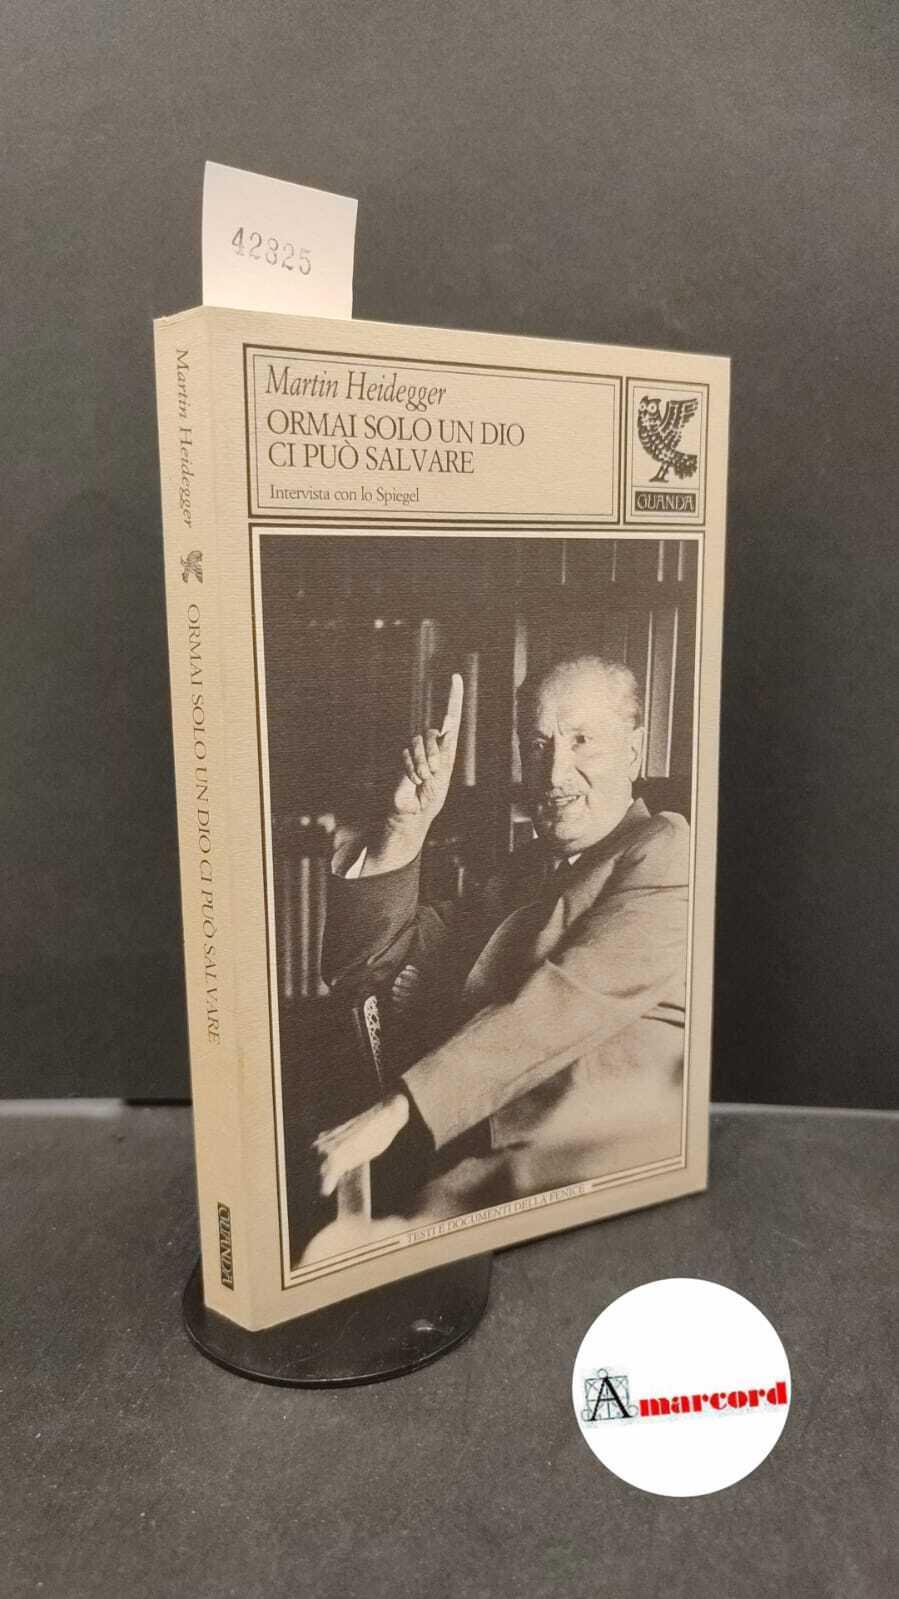 42825
Martin Heidegger
ORMAI SOLO UN DIO
CI PUÒ SALVARE
Intervista con lo Spiegel
GUANDA
TESTI E DOCUMENTI DELLA FENICE
Martin Heidegger
ORMAI SOLO UN DIO CI PUÒ SALVARE
GUANDA
Amarcord